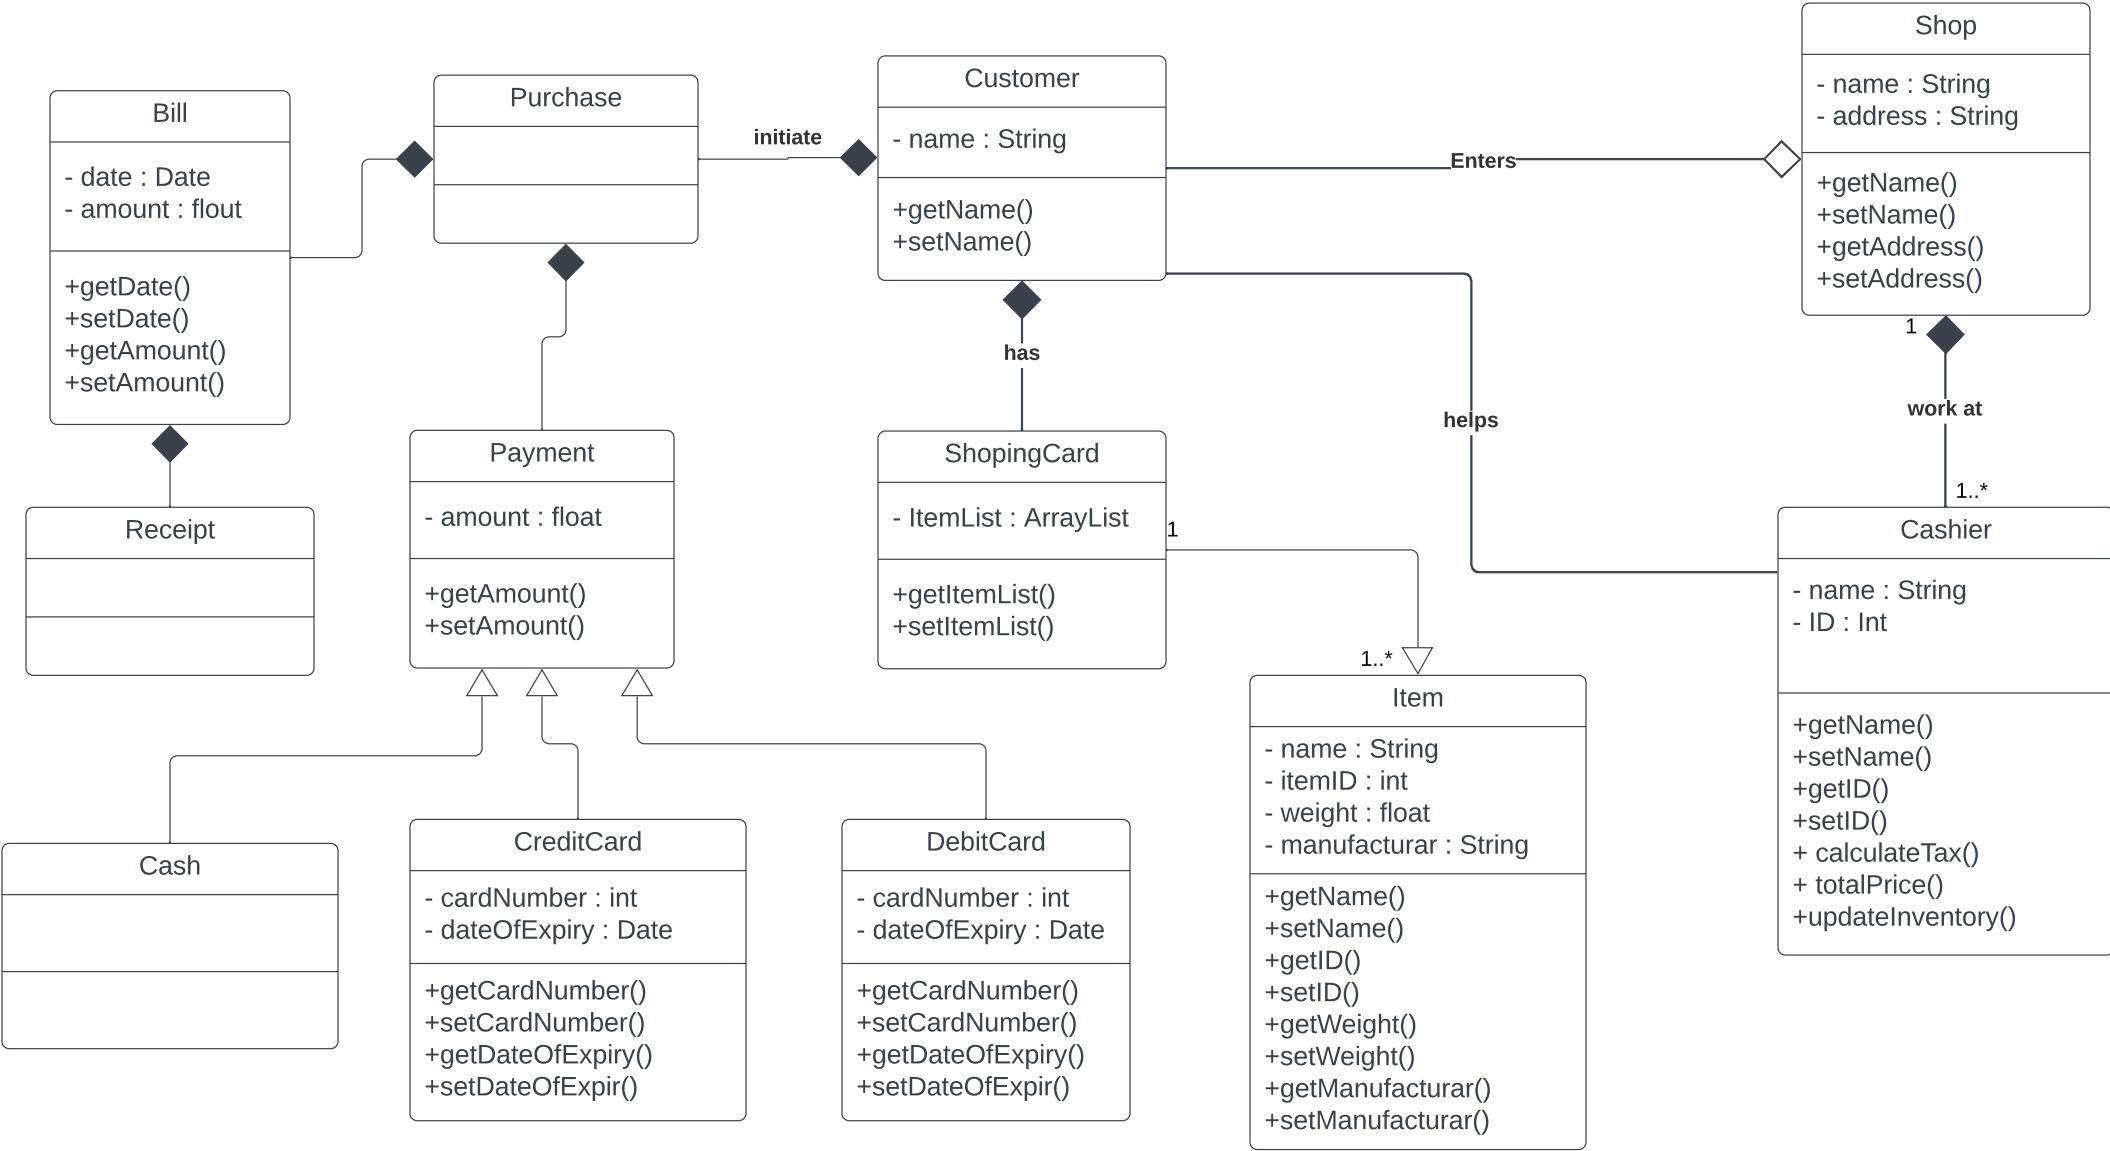 Shop
- name : String
- address : String
+getName()
+setName()
+getAddress()
+setAddress()
Customer
- name : String
+getName()
+setName()
Purchase
Bill
- date : Date
- amount : flout
+getDate()
+setDate()
+getAmount()
+setAmount()
initiate
Enters
has
helps
1
work at
1..*
Receipt
Payment
- amount : float
+getAmount()
+setAmount()
ShopingCard
- ItemList : ArrayList
+getItemList()
+setItemList()
1
1..*
Cashier
- name : String
- ID : Int
+getName()
+setName()
+getID()
+setID()
+ calculateTax()
+ totalPrice()
+updateInventory()
Item
- name : String
- itemID : int
- weight : float
- manufacturar : String
+getName()
+setName()
+getID()
+setID()
+getWeight()
+setWeight()
+getManufacturar()
+setManufacturar()
Cash
CreditCard
- cardNumber : int
- dateOfExpiry : Date
+getCardNumber()
+setCardNumber()
+getDateOfExpiry()
+setDateOfExpir()
DebitCard
- cardNumber : int
- dateOfExpiry : Date
+getCardNumber()
+setCardNumber()
+getDateOfExpiry()
+setDateOfExpir()